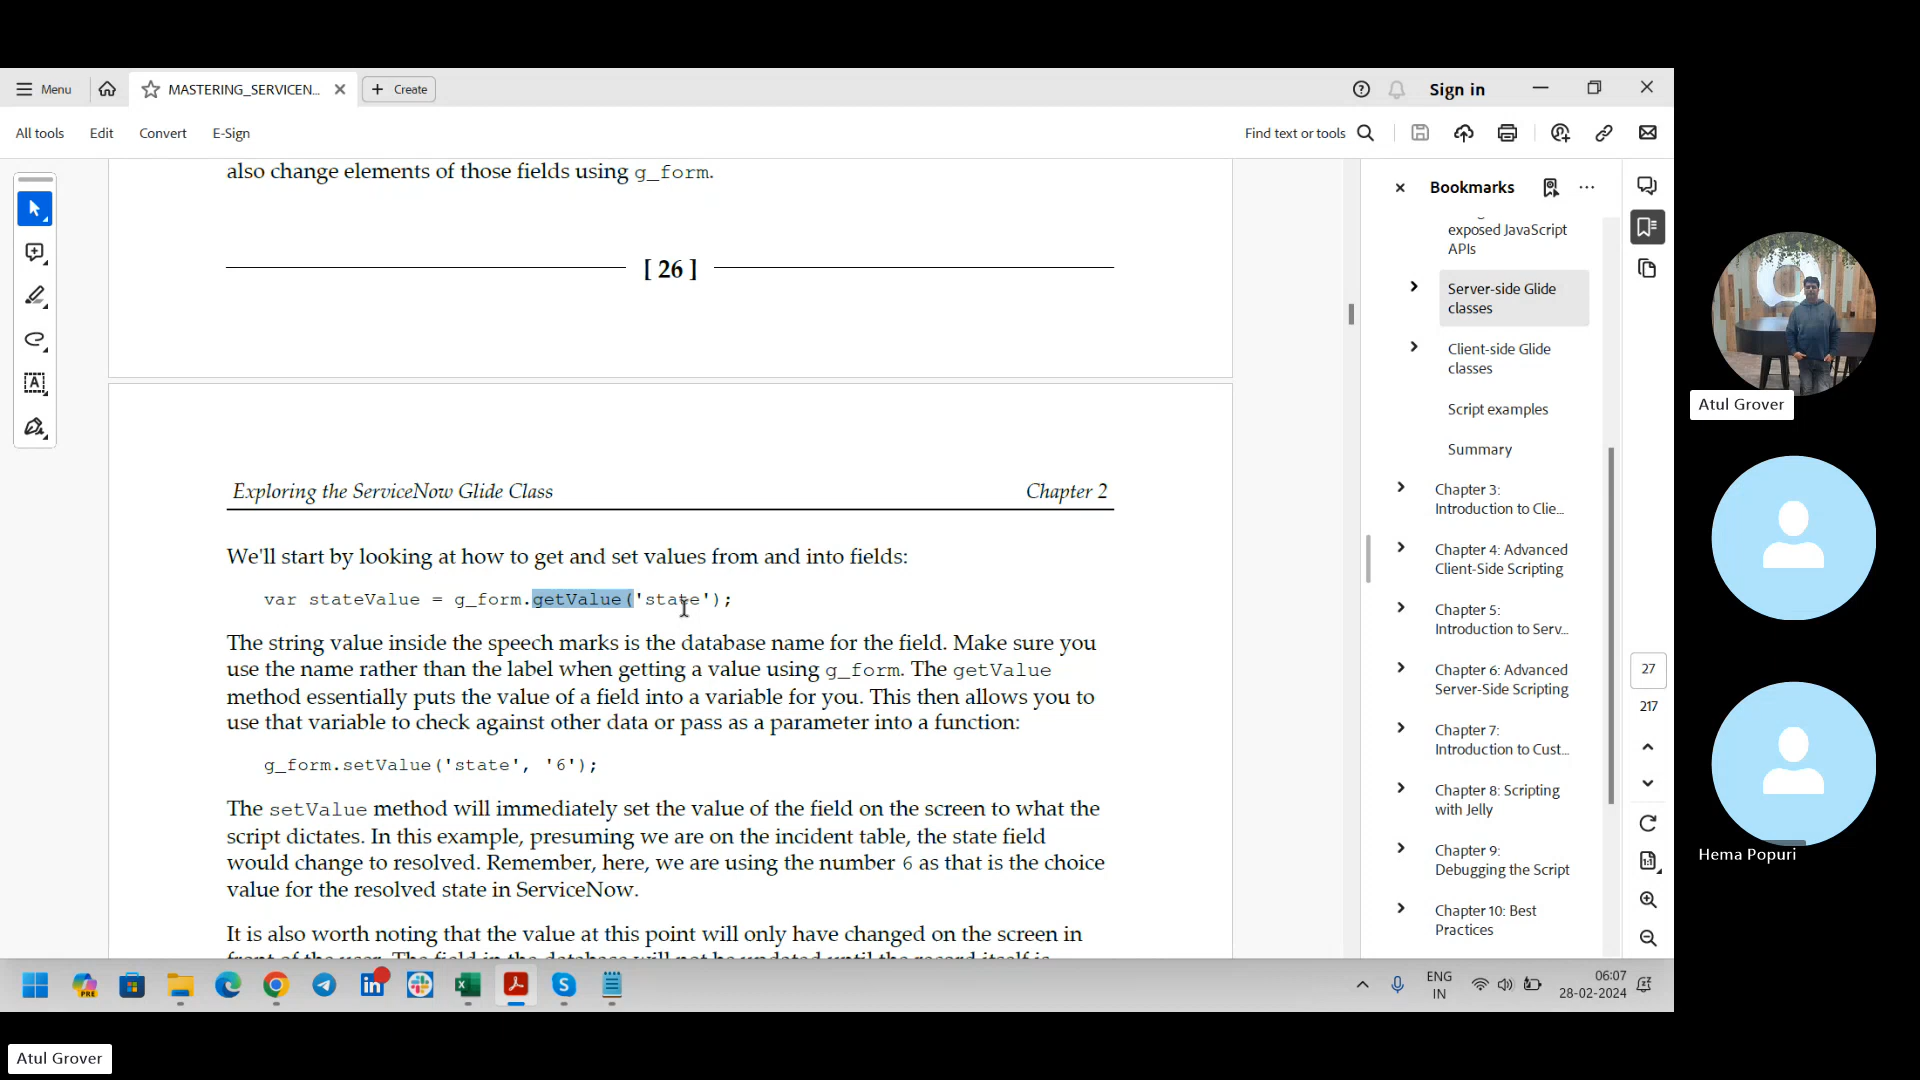 Menu
MASTERING_SERVICEN...
Create
Sign in
All tools
Edit
Convert
E-Sign
Find text or tools
also change elements of those fields using g_form.
[ 26 ]
Exploring the ServiceNow Glide Class
Chapter 2
We'll start by looking at how to get and set values from and into fields:
var stateValue = g_form.getValue('state');
The string value inside the speech marks is the database name for the field. Make sure you
use the name rather than the label when getting a value using g_form. The getValue
method essentially puts the value of a field into a variable for you. This then allows you to
use that variable to check against other data or pass as a parameter into a function:
g_form.setValue('state', '6');
The setValue method will immediately set the value of the field on the screen to what the
script dictates. In this example, presuming we are on the incident table, the state field
would change to resolved. Remember, here, we are using the number 6 as that is the choice
value for the resolved state in ServiceNow.
It is also worth noting that the value at this point will only have changed on the screen in
Bookmarks
exposed JavaScript
APIs
Server-side Glide
classes
Client-side Glide
classes
Script examples
Summary
Chapter 3:
Introduction to Clie...
Chapter 4: Advanced
Client-Side Scripting
Chapter 5:
Introduction to Serv...
Chapter 6: Advanced
Server-Side Scripting
Chapter 7:
Introduction to Cust...
Chapter 8: Scripting
with Jelly
Chapter 9:
Debugging the Script
Chapter 10: Best
Practices
27
217
1:1
Atul Grover
Hema Popuri
PRE
ENG
IN
06:07
28-02-2024
Atul Grover